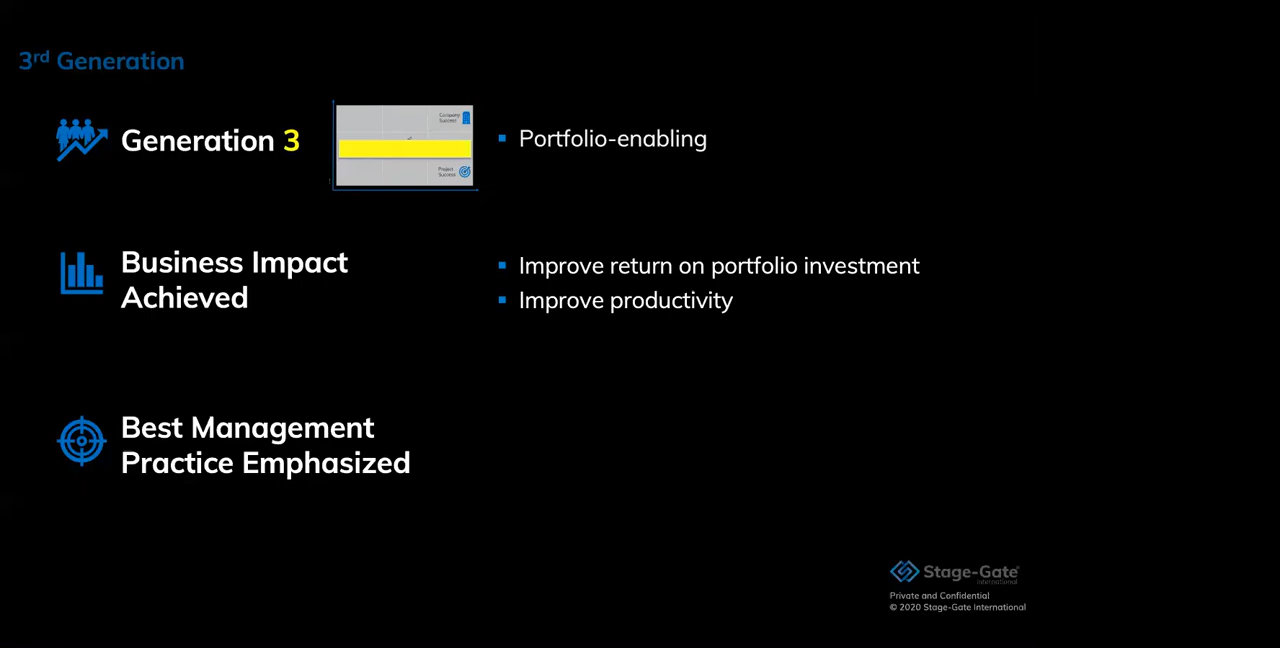 3rd Generation
Generation 3
Company
Success
Project
Success
▪ Portfolio-enabling
Business Impact
Achieved
▪ Improve return on portfolio investment
▪ Improve productivity
Best Management
Practice Emphasized
Stage-Gate®
International
Private and Confidential
© 2020 Stage-Gate International